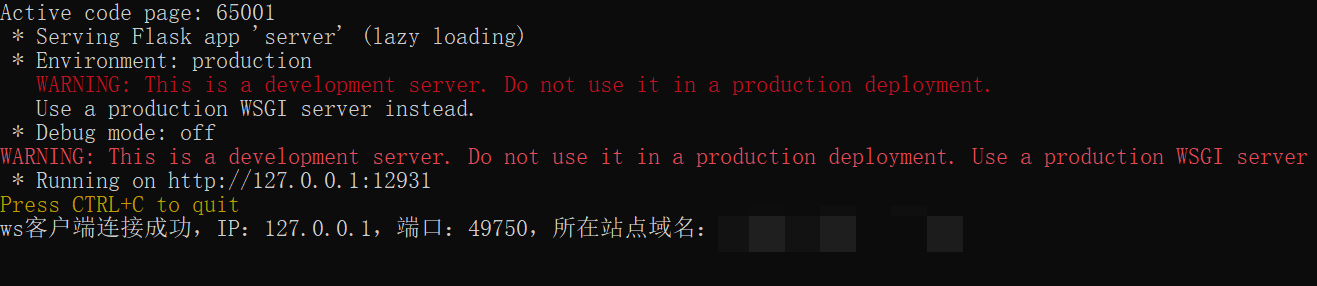 Active code page: 65001
* Serving Flask app 'server' (lazy loading)
* Environment: production
WARNING: This is a development server. Do not use it in a production deployment.
Use a production WSGI server instead.
* Debug mode: off
WARNING: This is a development server. Do not use it in a production deployment. Use a production WSGI server
* Running on http://127.0.0.1:12931
Press CTRL+C to quit
ws客户端连接成功，IP：127.0.0.1，端口：49750，所在站点域名：